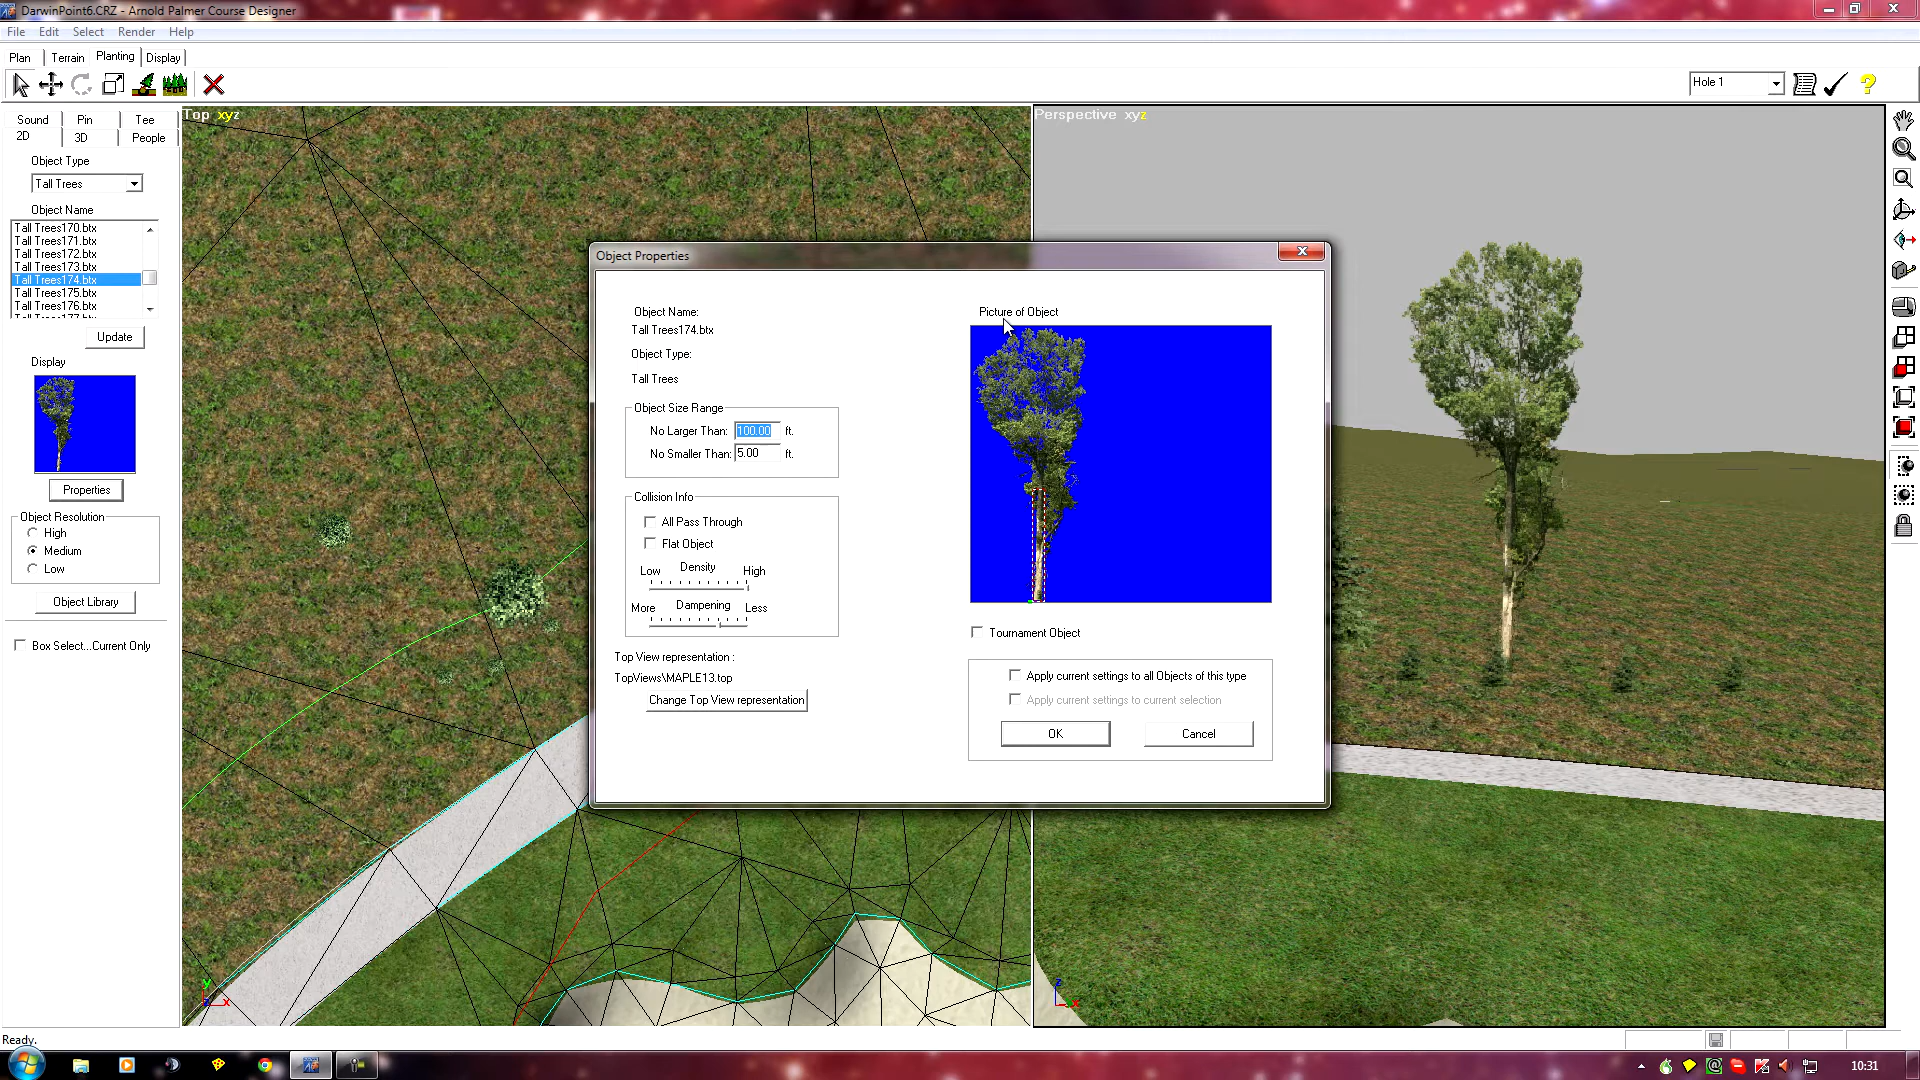 DarwinPoint6.CRZ - Arnold Palmer Course Designer
File Edit Select Render Help
Plan Terrain Planting Display
Hole 1
Sound Pin Tee
2D 3D People
Object Type
Tall Trees
Object Name
Tall Trees170.btx
Tall Trees171.btx
Tall Trees172.btx
Tall Trees173.btx
Tall Trees174.btx
Tall Trees175.btx
Tall Trees176.btx
Tall Trees177.btx
Update
Display
Properties
Object Resolution
High
Medium
Low
Object Library
Box Select...Current Only
Top xyz
Perspective xyz
Object Properties
Object Name:
Tall Trees174.btx
Object Type:
Tall Trees
Object Size Range
No Larger Than: 100.00 ft.
No Smaller Than: 5.00 ft.
Collision Info
All Pass Through
Flat Object
Low Density High
More Dampening Less
Top View representation :
TopViews\MAPLE13.top
Change Top View representation
Picture of Object
Tournament Object
Apply current settings to all Objects of this type
Apply current settings to current selection
OK Cancel
y x
z x
Ready.
10:31